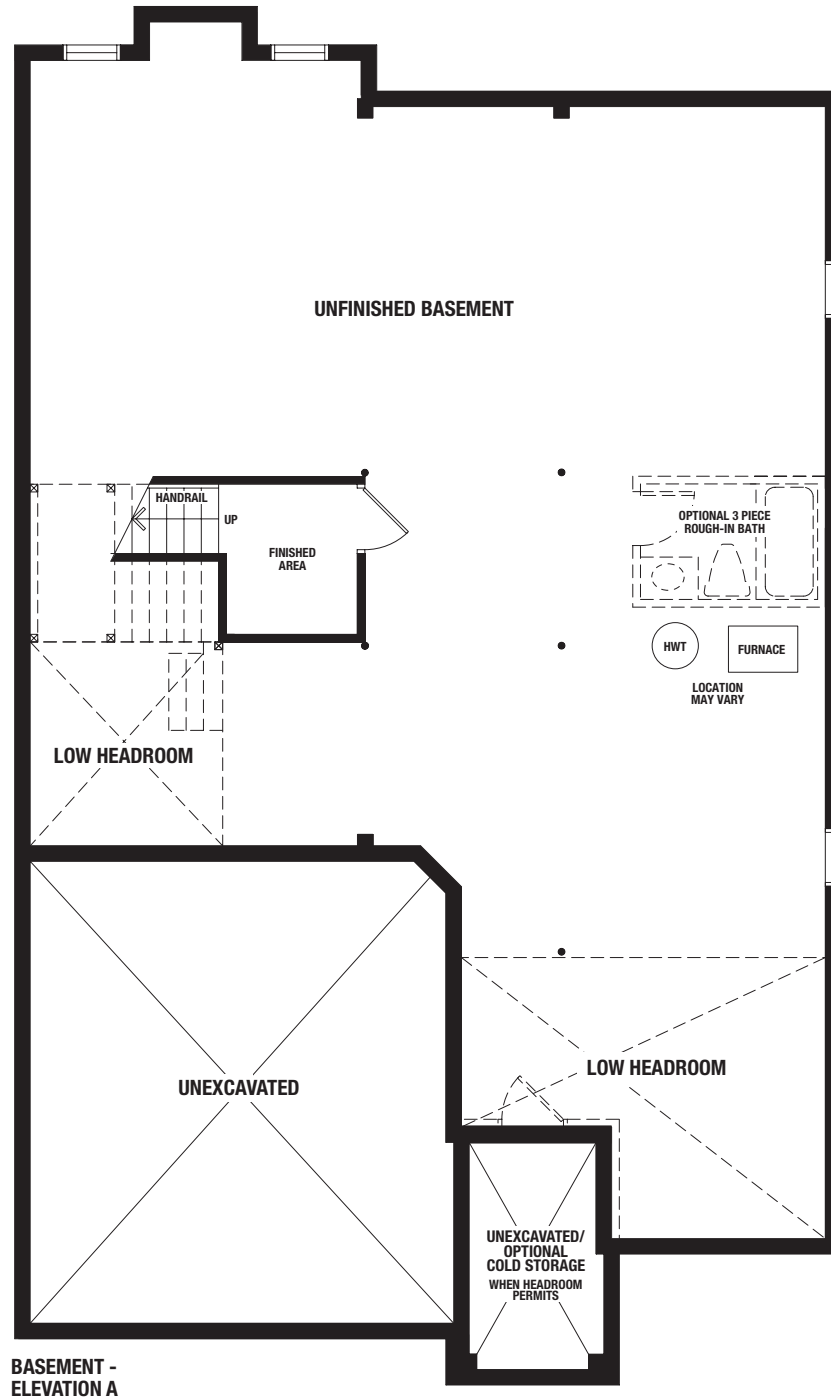 UNFINISHED BASEMENT
HANDRAIL
UP
FINISHED
AREA
OPTIONAL 3 PIECE
ROUGH-IN BATH
HWT
FURNACE
LOCATION
MAY VARY
LOW HEADROOM
UNEXCAVATED
LOW HEADROOM
UNEXCAVATED/
OPTIONAL
COLD STORAGE
WHEN HEADROOM
PERMITS
BASEMENT -
ELEVATION A